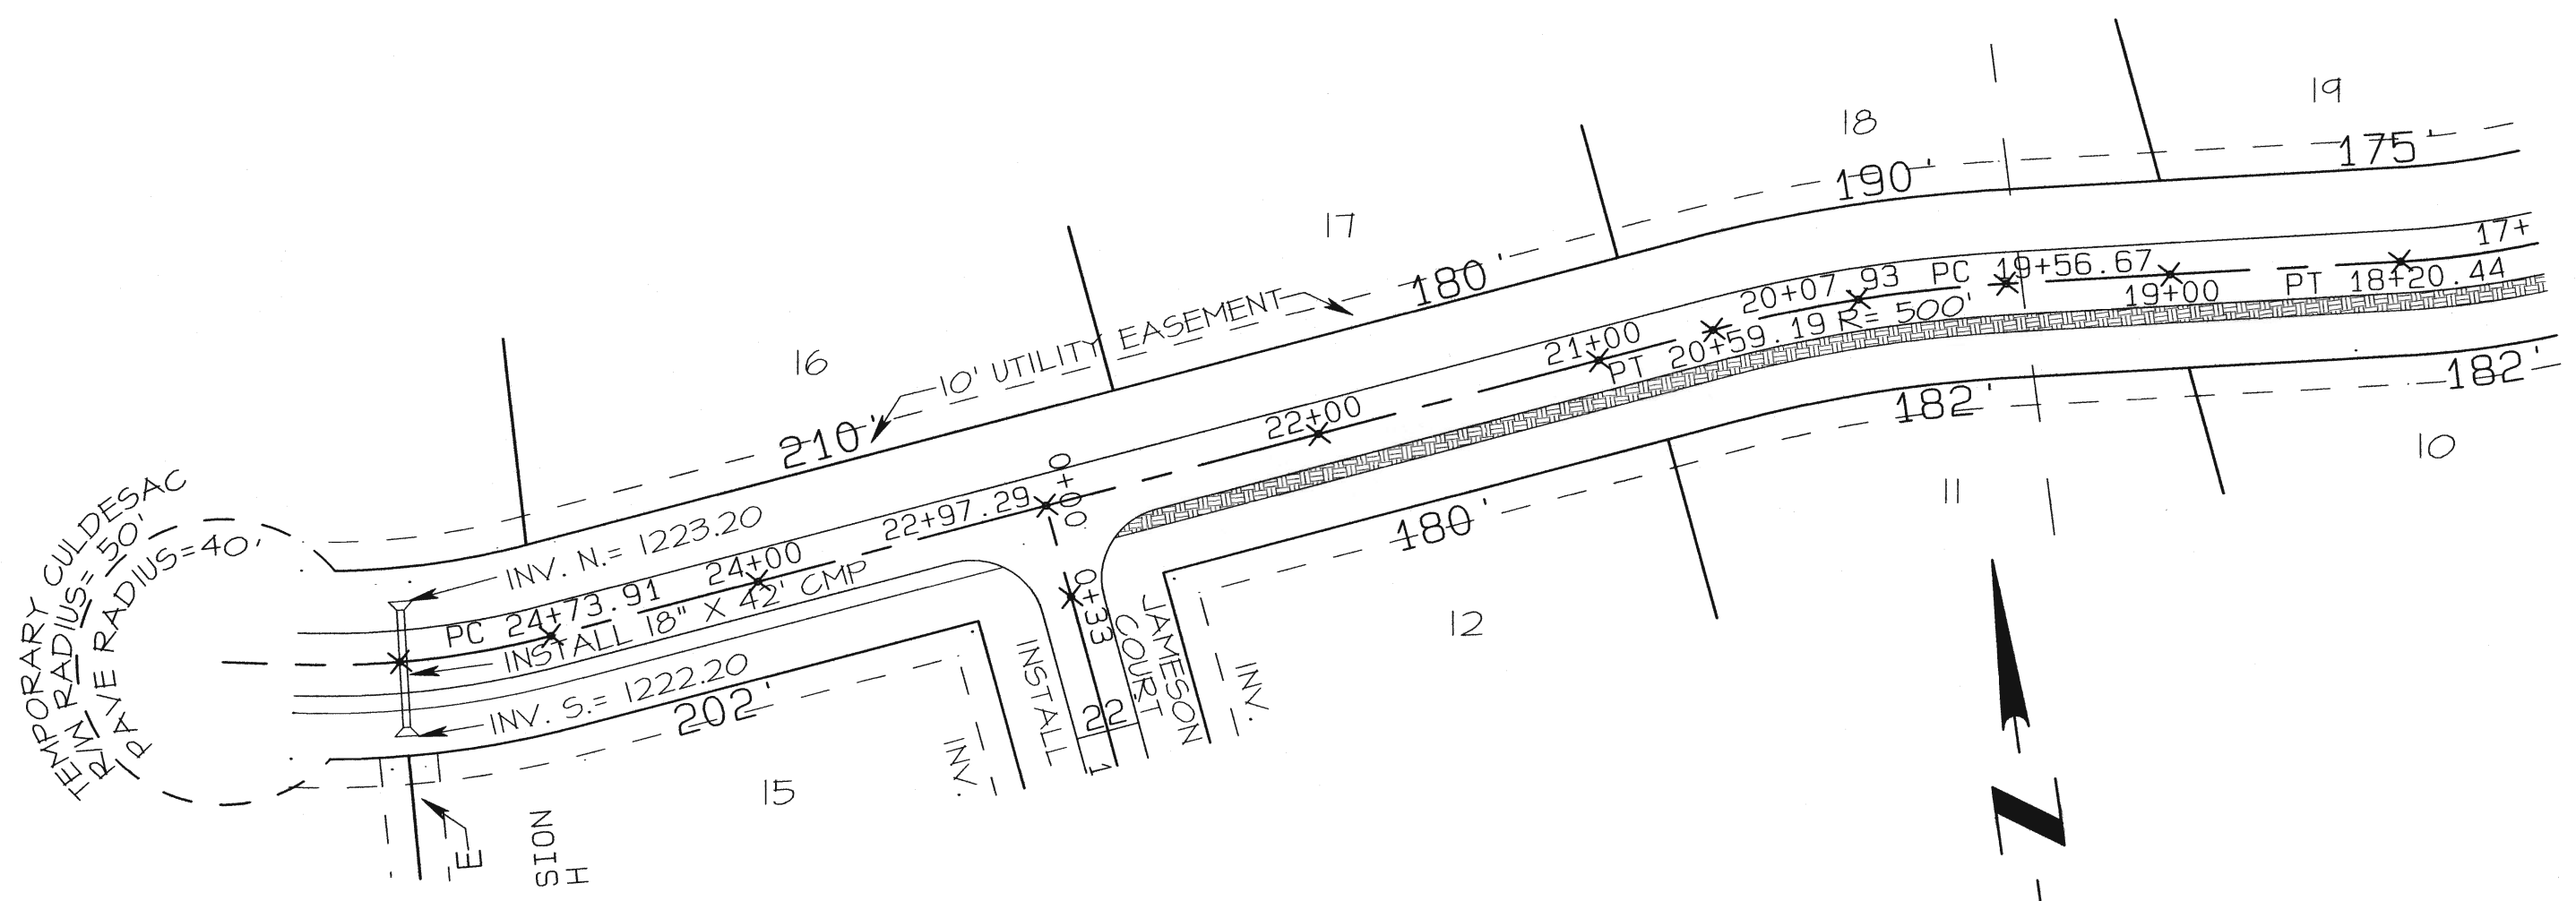 19
18
175'
190'
17
16
180'
10' UTILITY EASEMENT
210'
17+
PT 18+20.44
19+00
PC 19+56.67
20+07.93
R= 500'
PT 20+59.19
21+00
22+00
22+97.29
0+00
0+33
24+00
PC 24+73.91
INV. N.= 1223.20
INSTALL 18" X 42' CMP
INV. S.= 1222.20
TEMPORARY CULDESAC
R/W RADIUS= 50'
PAVE RADIUS=40'
182'
182'
180'
202'
10
11
12
15
JAMESON
COURT
INSTALL
22
1
INV.
INV.
E
SION
H
N